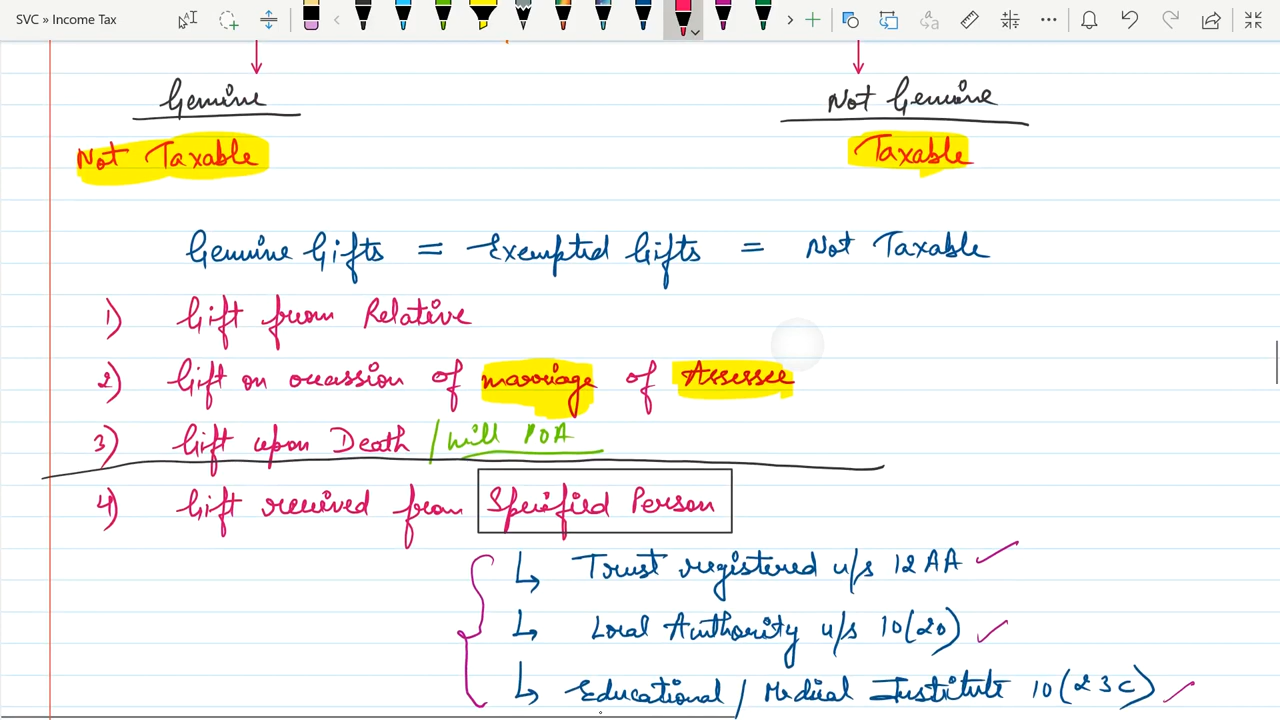 SVC » Income Tax
Genuine Not Genuine
Not Taxable Taxable
Genuine Gifts = Exempted Gifts = Not Taxable
1) Gift from Relative
2) Gift on occassion of marriage of Assessee
3) Gift upon Death / Will POA
4) Gift received from Specified Person
↳ Trust registered u/s 12AA ✓
↳ Local Authority u/s 10(20) ✓
↳ Educational / Medical Institute 10(23C) ✓